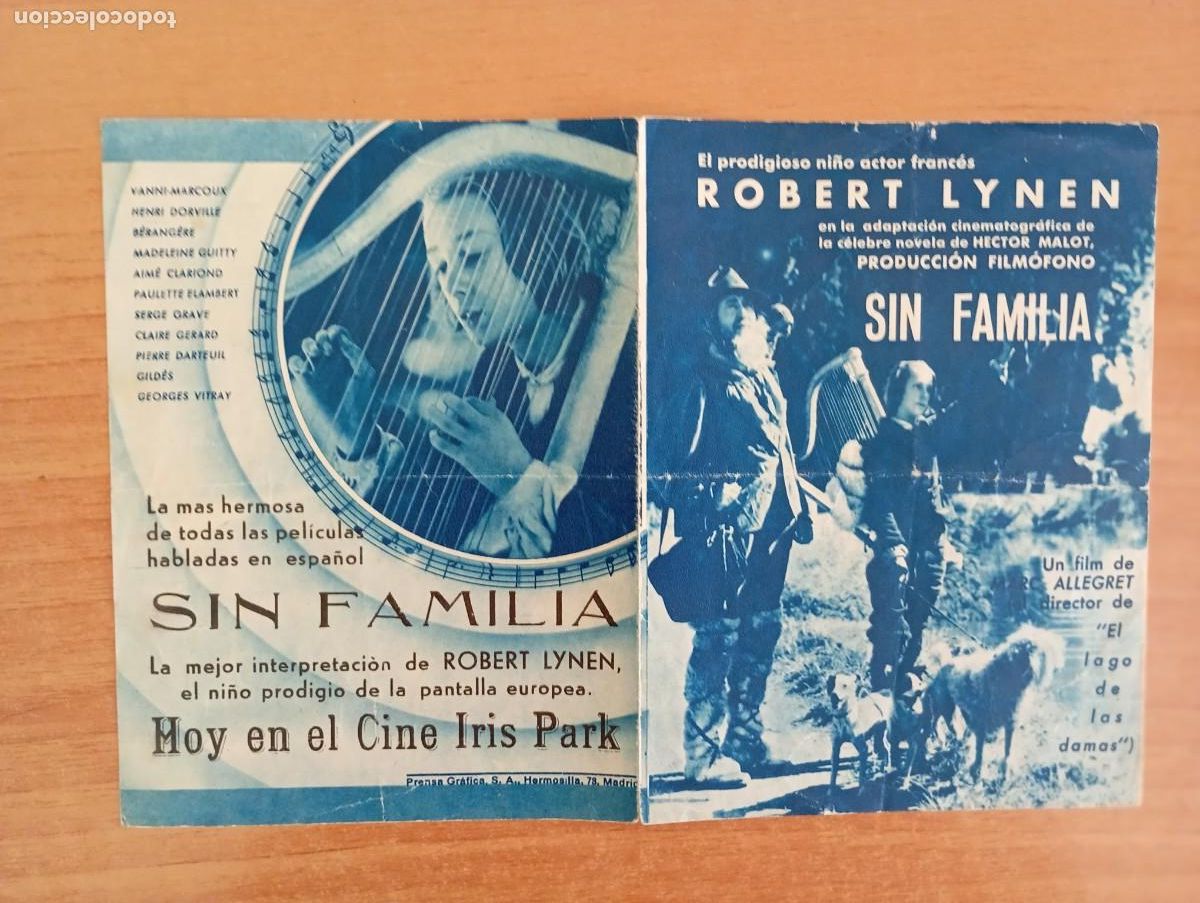 todocoleccion
VANNI-MARCOUX
HENRI DORVILLE
BÉRANGÈRE
MADELEINE GUITTY
AIMÉ CLARIOND
PAULETTE ELAMBERT
SERGE GRAVE
CLAIRE GERARD
PIERRE DARTEUIL
GILDÉS
GEORGES VITRAY
La mas hermosa
de todas las películas
habladas en español
SIN FAMILIA
La mejor interpretaciòn de ROBERT LYNEN,
el niño prodigio de la pantalla europea.
Hoy en el Cine Iris Park
Prensa Gráfica, S. A., Hermosilla, 73, Madrid
El prodigioso niño actor francés
ROBERT LYNEN
en la adaptación cinematográfica de
la célebre novela de HECTOR MALOT,
PRODUCCIÓN FILMÓFONO
SIN FAMILIA
Un film de
MARC ALLEGRET
director de
"El
lago
de
las
damas")